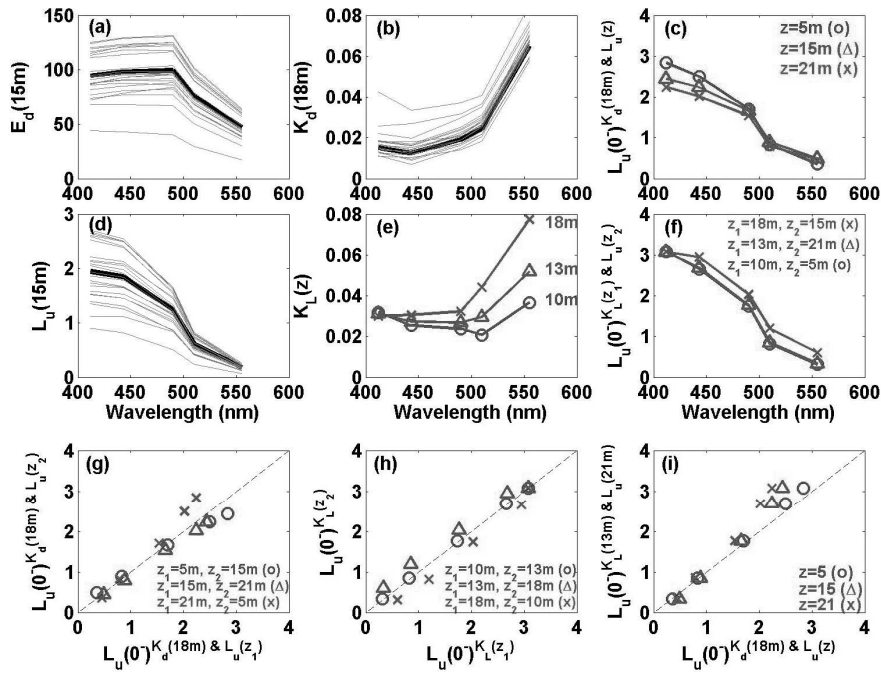 (a)
E_d(15m)
150
100
50
0
400 450 500 550 600
(b)
K_d(18m)
0.08
0.06
0.04
0.02
0
400 450 500 550 600
(c)
z=5m (o)
z=15m (Δ)
z=21m (x)
L_u(0⁻)^K_d(18m) & L_u(z)
4
3
2
1
0
400 450 500 550 600
(d)
L_u(15m)
3
2
1
0
400 450 500 550 600
Wavelength (nm)
(e)
K_L(z)
0.08
0.06
0.04
0.02
0
18m
13m
10m
400 450 500 550 600
Wavelength (nm)
(f)
z_1=18m, z_2=15m (x)
z_1=13m, z_2=21m (Δ)
z_1=10m, z_2=5m (o)
L_u(0⁻)^K_L(z_1) & L_u(z_2)
4
3
2
1
0
400 450 500 550 600
Wavelength (nm)
(g)
L_u(0⁻)^K_d(18m) & L_u(z_2)
4
3
2
1
0
z_1=5m, z_2=15m (o)
z_1=15m, z_2=21m (Δ)
z_1=21m, z_2=5m (x)
0 1 2 3 4
L_u(0⁻)^K_d(18m) & L_u(z_1)
(h)
L_u(0⁻)^K_L(z_2)
4
3
2
1
0
z_1=10m, z_2=13m (o)
z_1=13m, z_2=18m (Δ)
z_1=18m, z_2=10m (x)
0 1 2 3 4
L_u(0⁻)^K_L(z_1)
(i)
L_u(0⁻)^K_L(13m) & L_u(21m)
4
3
2
1
0
z=5 (o)
z=15 (Δ)
z=21 (x)
0 1 2 3 4
L_u(0⁻)^K_d(18m) & L_u(z)